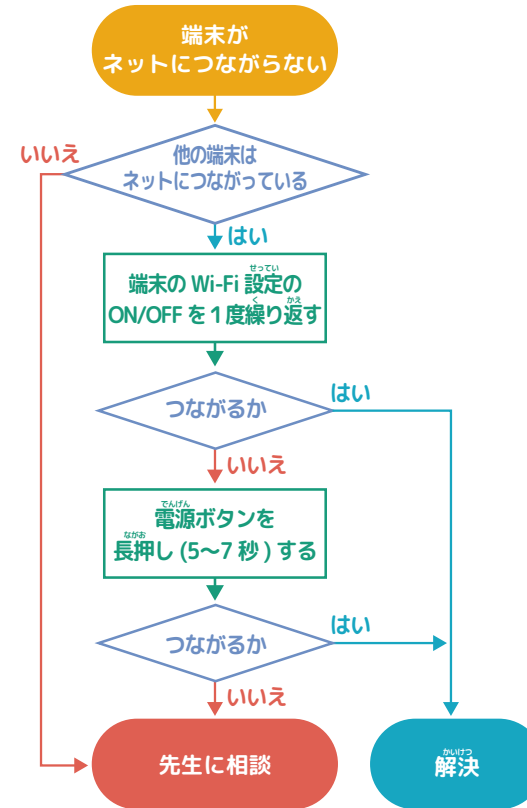 端末が
ネットにつながらない
いいえ
他の端末は
ネットにつながっている
はい
せってい
端末の Wi-Fi 設定の
く かえ
ON/OFF を 1 度繰り返す
つながるか
はい
いいえ
でんげん
電源ボタンを
ながお
長押し (5〜7 秒 ) する
つながるか
はい
いいえ
先生に相談
かいけつ
解決